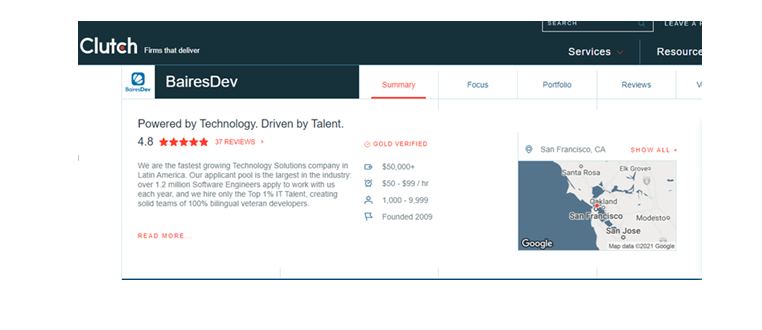 SEARCH
LEAVE A
Clutch Firms that deliver
Services
Resource
BairesDev
BairesDev
Summary
Focus
Portfolio
Reviews
Powered by Technology. Driven by Talent.
4.8 37 REVIEWS
We are the fastest growing Technology Solutions company in
Latin America. Our applicant pool is the largest in the industry:
over 1.2 million Software Engineers apply to work with us
each year, and we hire only the Top 1% IT Talent, creating
solid teams of 100% bilingual veteran developers.
READ MORE...
GOLD VERIFIED
$50,000+
$50 - $99 / hr
1,000 - 9,999
Founded 2009
San Francisco, CA
SHOW ALL +
Santa Rosa
Elk Grove
Oakland
San Francisco
Modesto
San Jose
Google
Map data ©2021 Google